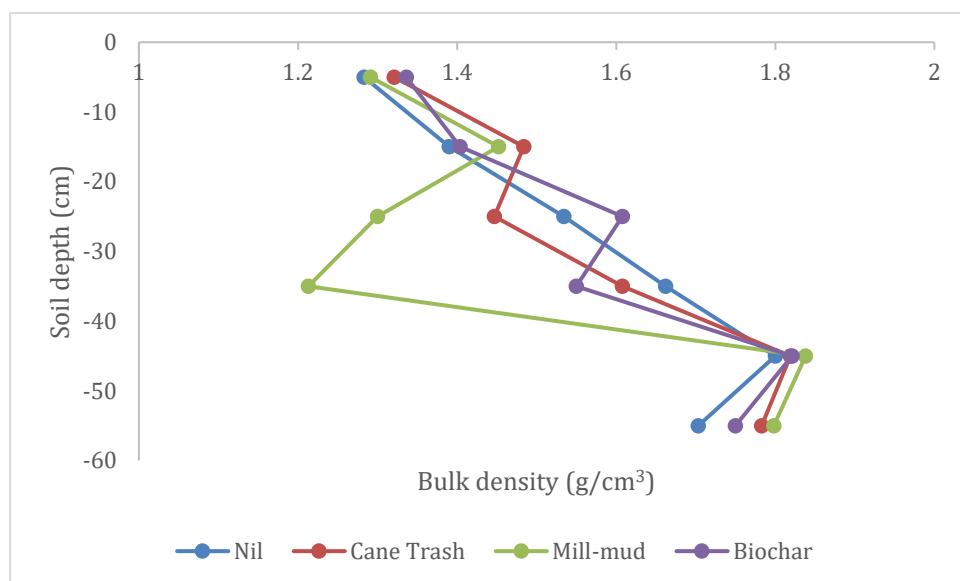 0
1 1.2 1.4 1.6 1.8 2
-10
-20
-30
-40
-50
-60
Soil depth (cm)
Bulk density (g/cm³)
Nil Cane Trash Mill-mud Biochar